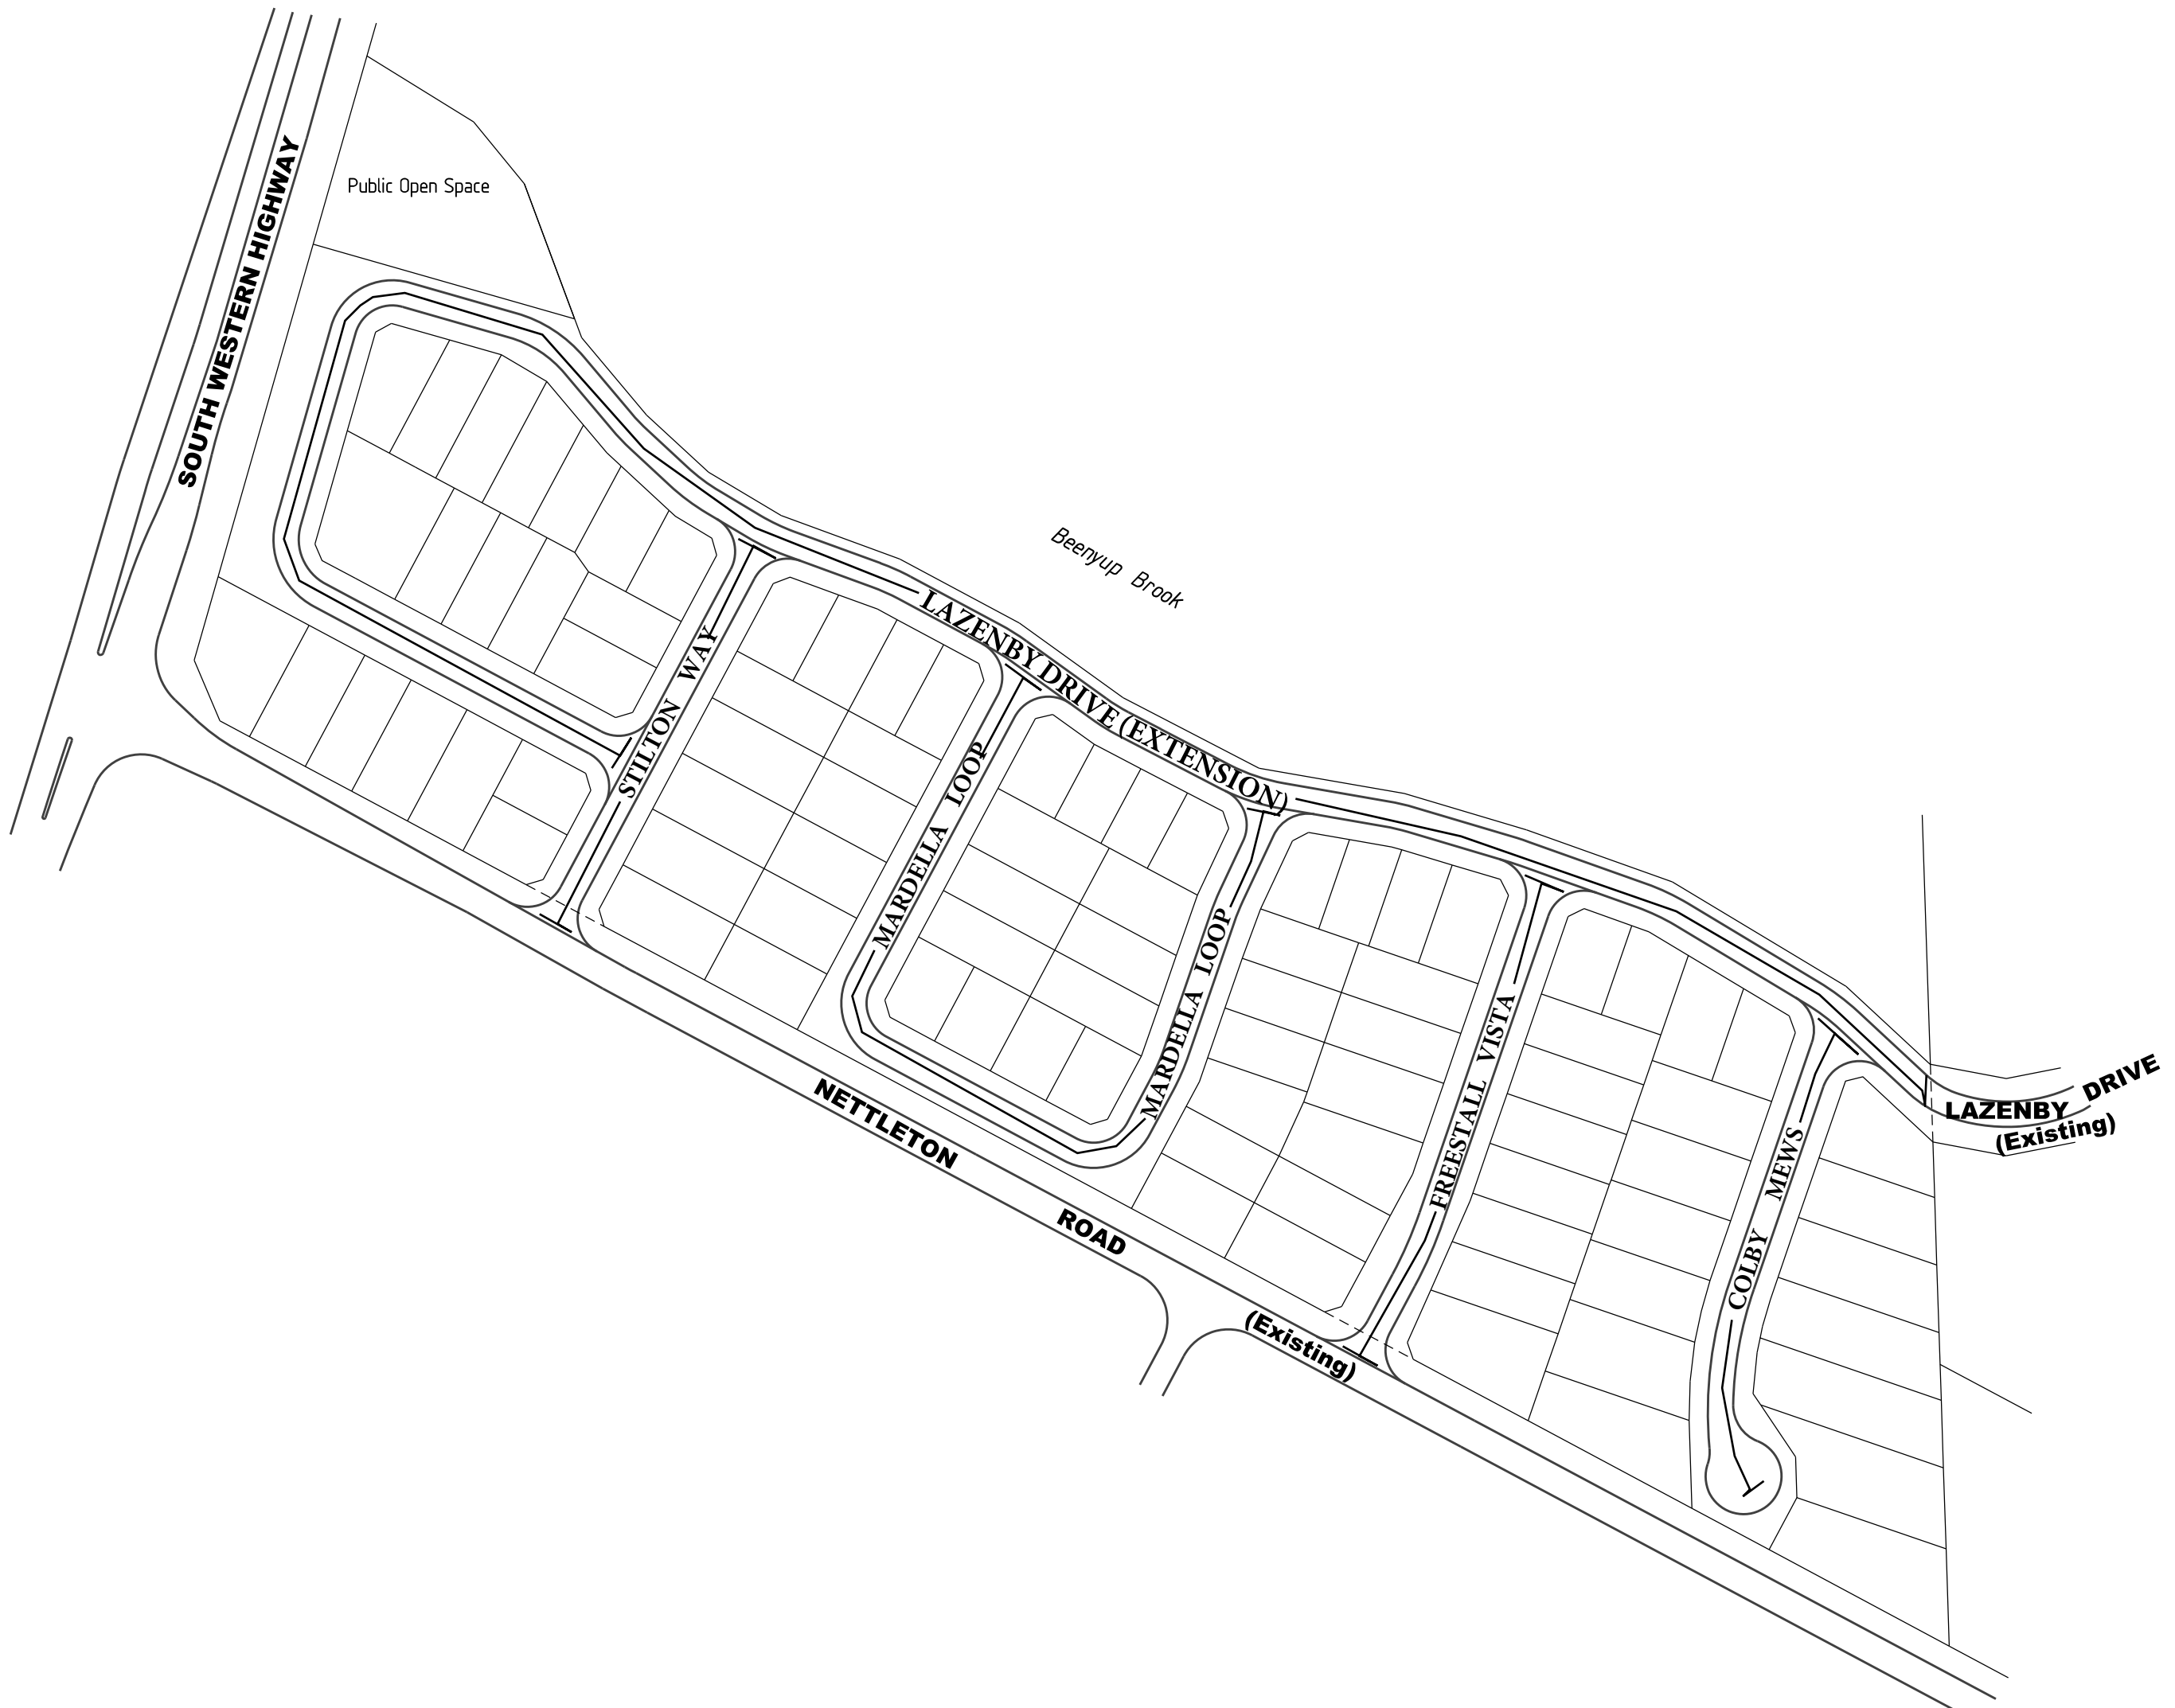 Public Open Space
SOUTH WESTERN HIGHWAY
Beenyup Brook
LAZENBY DRIVE (EXTENSION)
STILTON WAY
MARDELLA LOOP
MARDELLA LOOP
FREESTALL VISTA
COLBY MEWS
LAZENBY DRIVE
(Existing)
NETTLETON ROAD
(Existing)